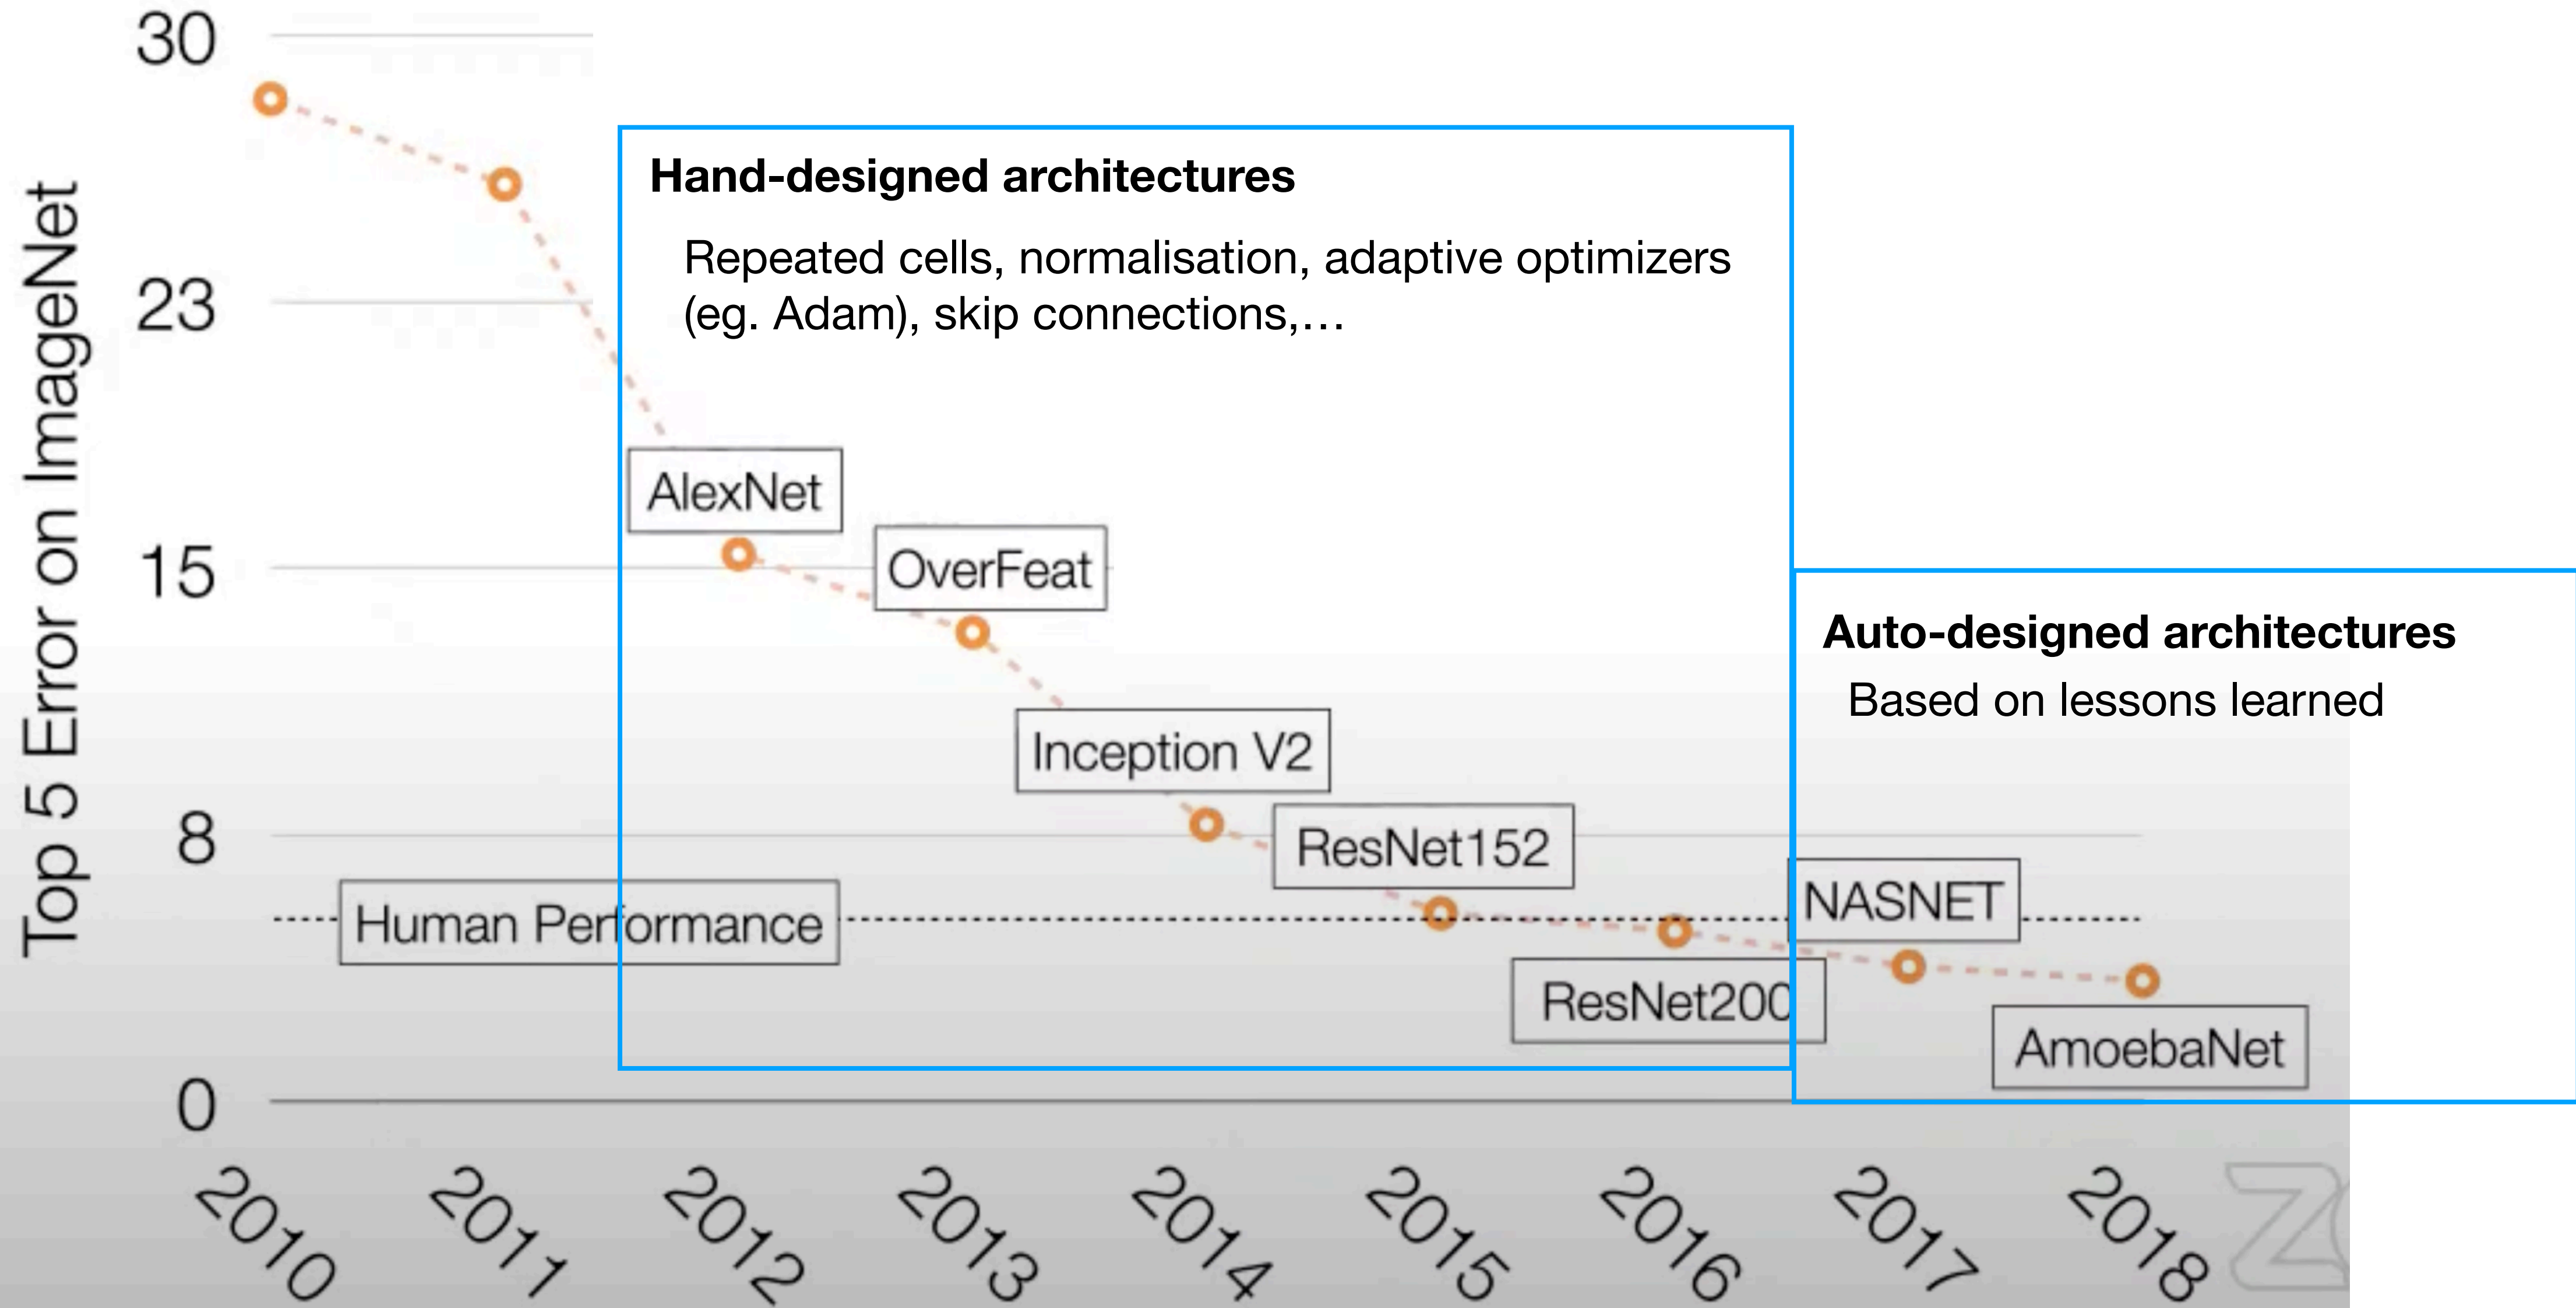 Top 5 Error on ImageNet
30
23
15
8
0
Hand-designed architectures
Repeated cells, normalisation, adaptive optimizers
(eg. Adam), skip connections,…
AlexNet
OverFeat
Inception V2
ResNet152
Human Performance
ResNet200
Auto-designed architectures
Based on lessons learned
NASNET
AmoebaNet
2010
2011
2012
2013
2014
2015
2016
2017
2018